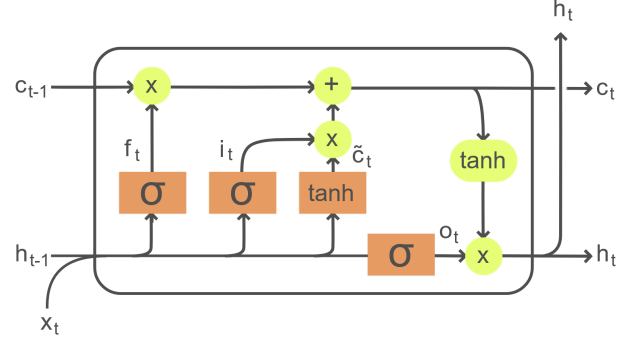 h_t
c_{t-1} x + c_t
f_t i_t x c̃_t tanh
σ σ tanh
h_{t-1} σ o_t x h_t
x_t